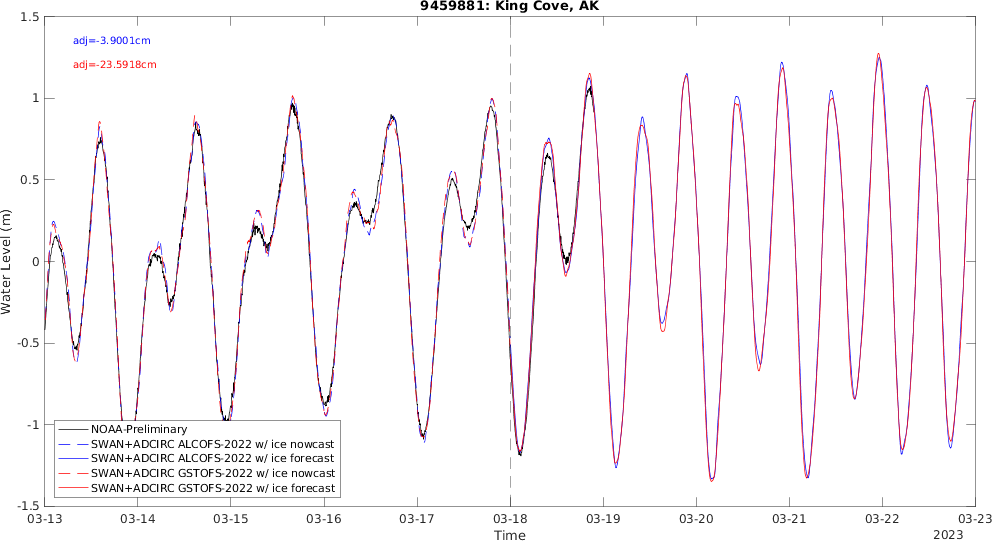 9459881: King Cove, AK
1.5
adj=-3.9001cm
adj=-23.5918cm
1
0.5
0
-0.5
-1
-1.5
Water Level (m)
NOAA-Preliminary
SWAN+ADCIRC ALCOFS-2022 w/ ice nowcast
SWAN+ADCIRC ALCOFS-2022 w/ ice forecast
SWAN+ADCIRC GSTOFS-2022 w/ ice nowcast
SWAN+ADCIRC GSTOFS-2022 w/ ice forecast
03-13 03-14 03-15 03-16 03-17 03-18 03-19 03-20 03-21 03-22 03-23
Time
2023